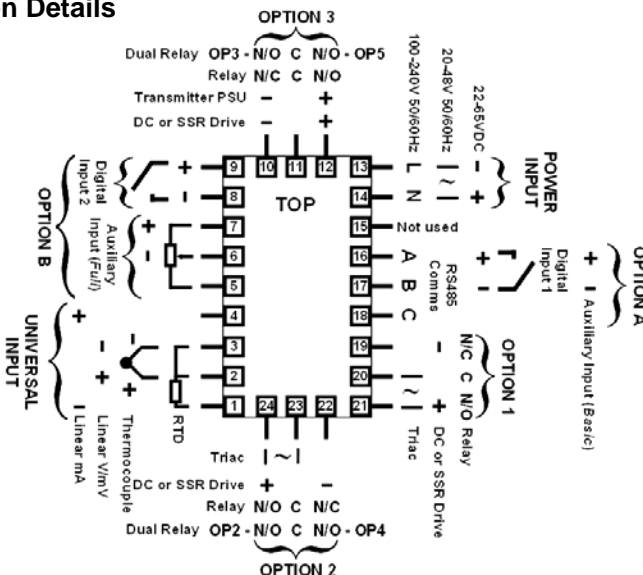 on Details
OPTION 3
Dual Relay OP3 - N/O C N/O - OP5
Relay N/C C N/O
Transmitter PSU − +
DC or SSR Drive − +
100-240V 50/60Hz
20-48V 50/60Hz
22-65VDC
L | −
N ~ | +
POWER INPUT
9 10 11 12 13
8 14
7 15
6 16
5 17
4 18
3 19
2 20
1 24 23 22 21
TOP
Not used
Digital Input 2
+
−
Auxiliary Input (Full)
+
−
OPTION B
A
B
C
RS485 Comms
+
−
Digital Input 1
+
− Auxiliary Input (Basic)
OPTION A
UNIVERSAL INPUT
+
− Linear mA
−
+
Linear V/mV
−
+
Thermocouple
RTD
N/C C N/O Relay
− + DC or SSR Drive
| ~ | Triac
OPTION 1
Triac | ~ |
DC or SSR Drive + −
Relay N/O C N/C
Dual Relay OP2 - N/O C N/O - OP4
OPTION 2